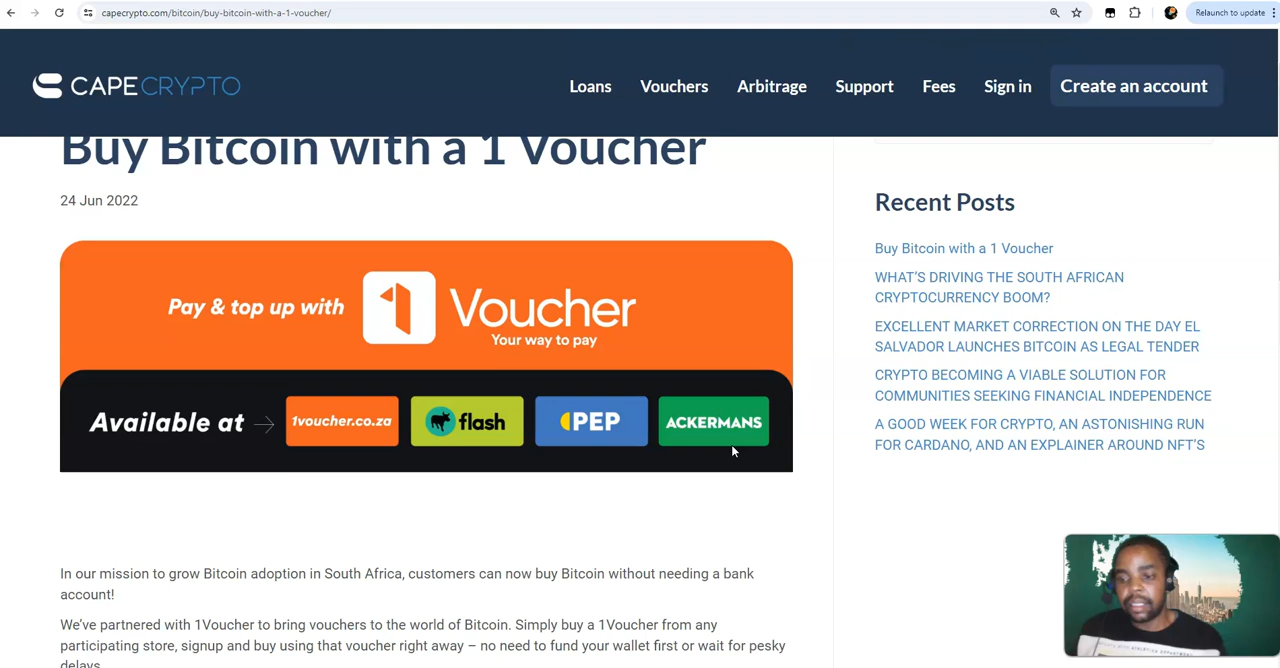 capecrypto.com/bitcoin/buy-bitcoin-with-a-1-voucher/
Relaunch to update
CAPECRYPTO
Loans
Vouchers
Arbitrage
Support
Fees
Sign in
Create an account
Buy Bitcoin with a 1 Voucher
24 Jun 2022
Pay & top up with
1
Voucher
Your way to pay
Available at
1voucher.co.za
flash
PEP
ACKERMANS
In our mission to grow Bitcoin adoption in South Africa, customers can now buy Bitcoin without needing a bank
account!
We’ve partnered with 1Voucher to bring vouchers to the world of Bitcoin. Simply buy a 1Voucher from any
participating store, signup and buy using that voucher right away – no need to fund your wallet first or wait for pesky
delays
Recent Posts
Buy Bitcoin with a 1 Voucher
WHAT’S DRIVING THE SOUTH AFRICAN
CRYPTOCURRENCY BOOM?
EXCELLENT MARKET CORRECTION ON THE DAY EL
SALVADOR LAUNCHES BITCOIN AS LEGAL TENDER
CRYPTO BECOMING A VIABLE SOLUTION FOR
COMMUNITIES SEEKING FINANCIAL INDEPENDENCE
A GOOD WEEK FOR CRYPTO, AN ASTONISHING RUN
FOR CARDANO, AND AN EXPLAINER AROUND NFT’S